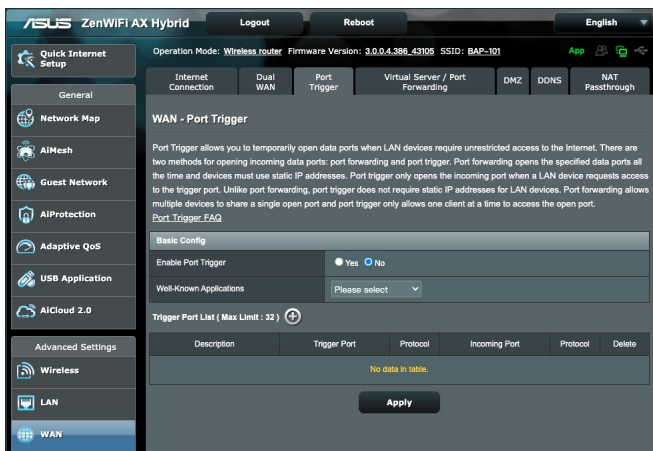 ASUS ZenWiFi AX Hybrid Logout Reboot English
Quick Internet Setup
Operation Mode: Wireless router Firmware Version: 3.0.0.4.386_43105 SSID: BAP-101 App
Internet Connection Dual WAN Port Trigger Virtual Server / Port Forwarding DMZ DDNS NAT Passthrough
General
Network Map
AiMesh
Guest Network
AiProtection
Adaptive QoS
USB Application
AiCloud 2.0
Advanced Settings
Wireless
LAN
WAN
WAN - Port Trigger
Port Trigger allows you to temporarily open data ports when LAN devices require unrestricted access to the Internet. There are
two methods for opening incoming data ports: port forwarding and port trigger. Port forwarding opens the specified data ports all
the time and devices must use static IP addresses. Port trigger only opens the incoming port when a LAN device requests access
to the trigger port. Unlike port forwarding, port trigger does not require static IP addresses for LAN devices. Port forwarding allows
multiple devices to share a single open port and port trigger only allows one client at a time to access the open port.
Port Trigger FAQ
Basic Config
Enable Port Trigger Yes No
Well-Known Applications Please select
Trigger Port List ( Max Limit : 32 )
Description Trigger Port Protocol Incoming Port Protocol Delete
No data in table.
Apply